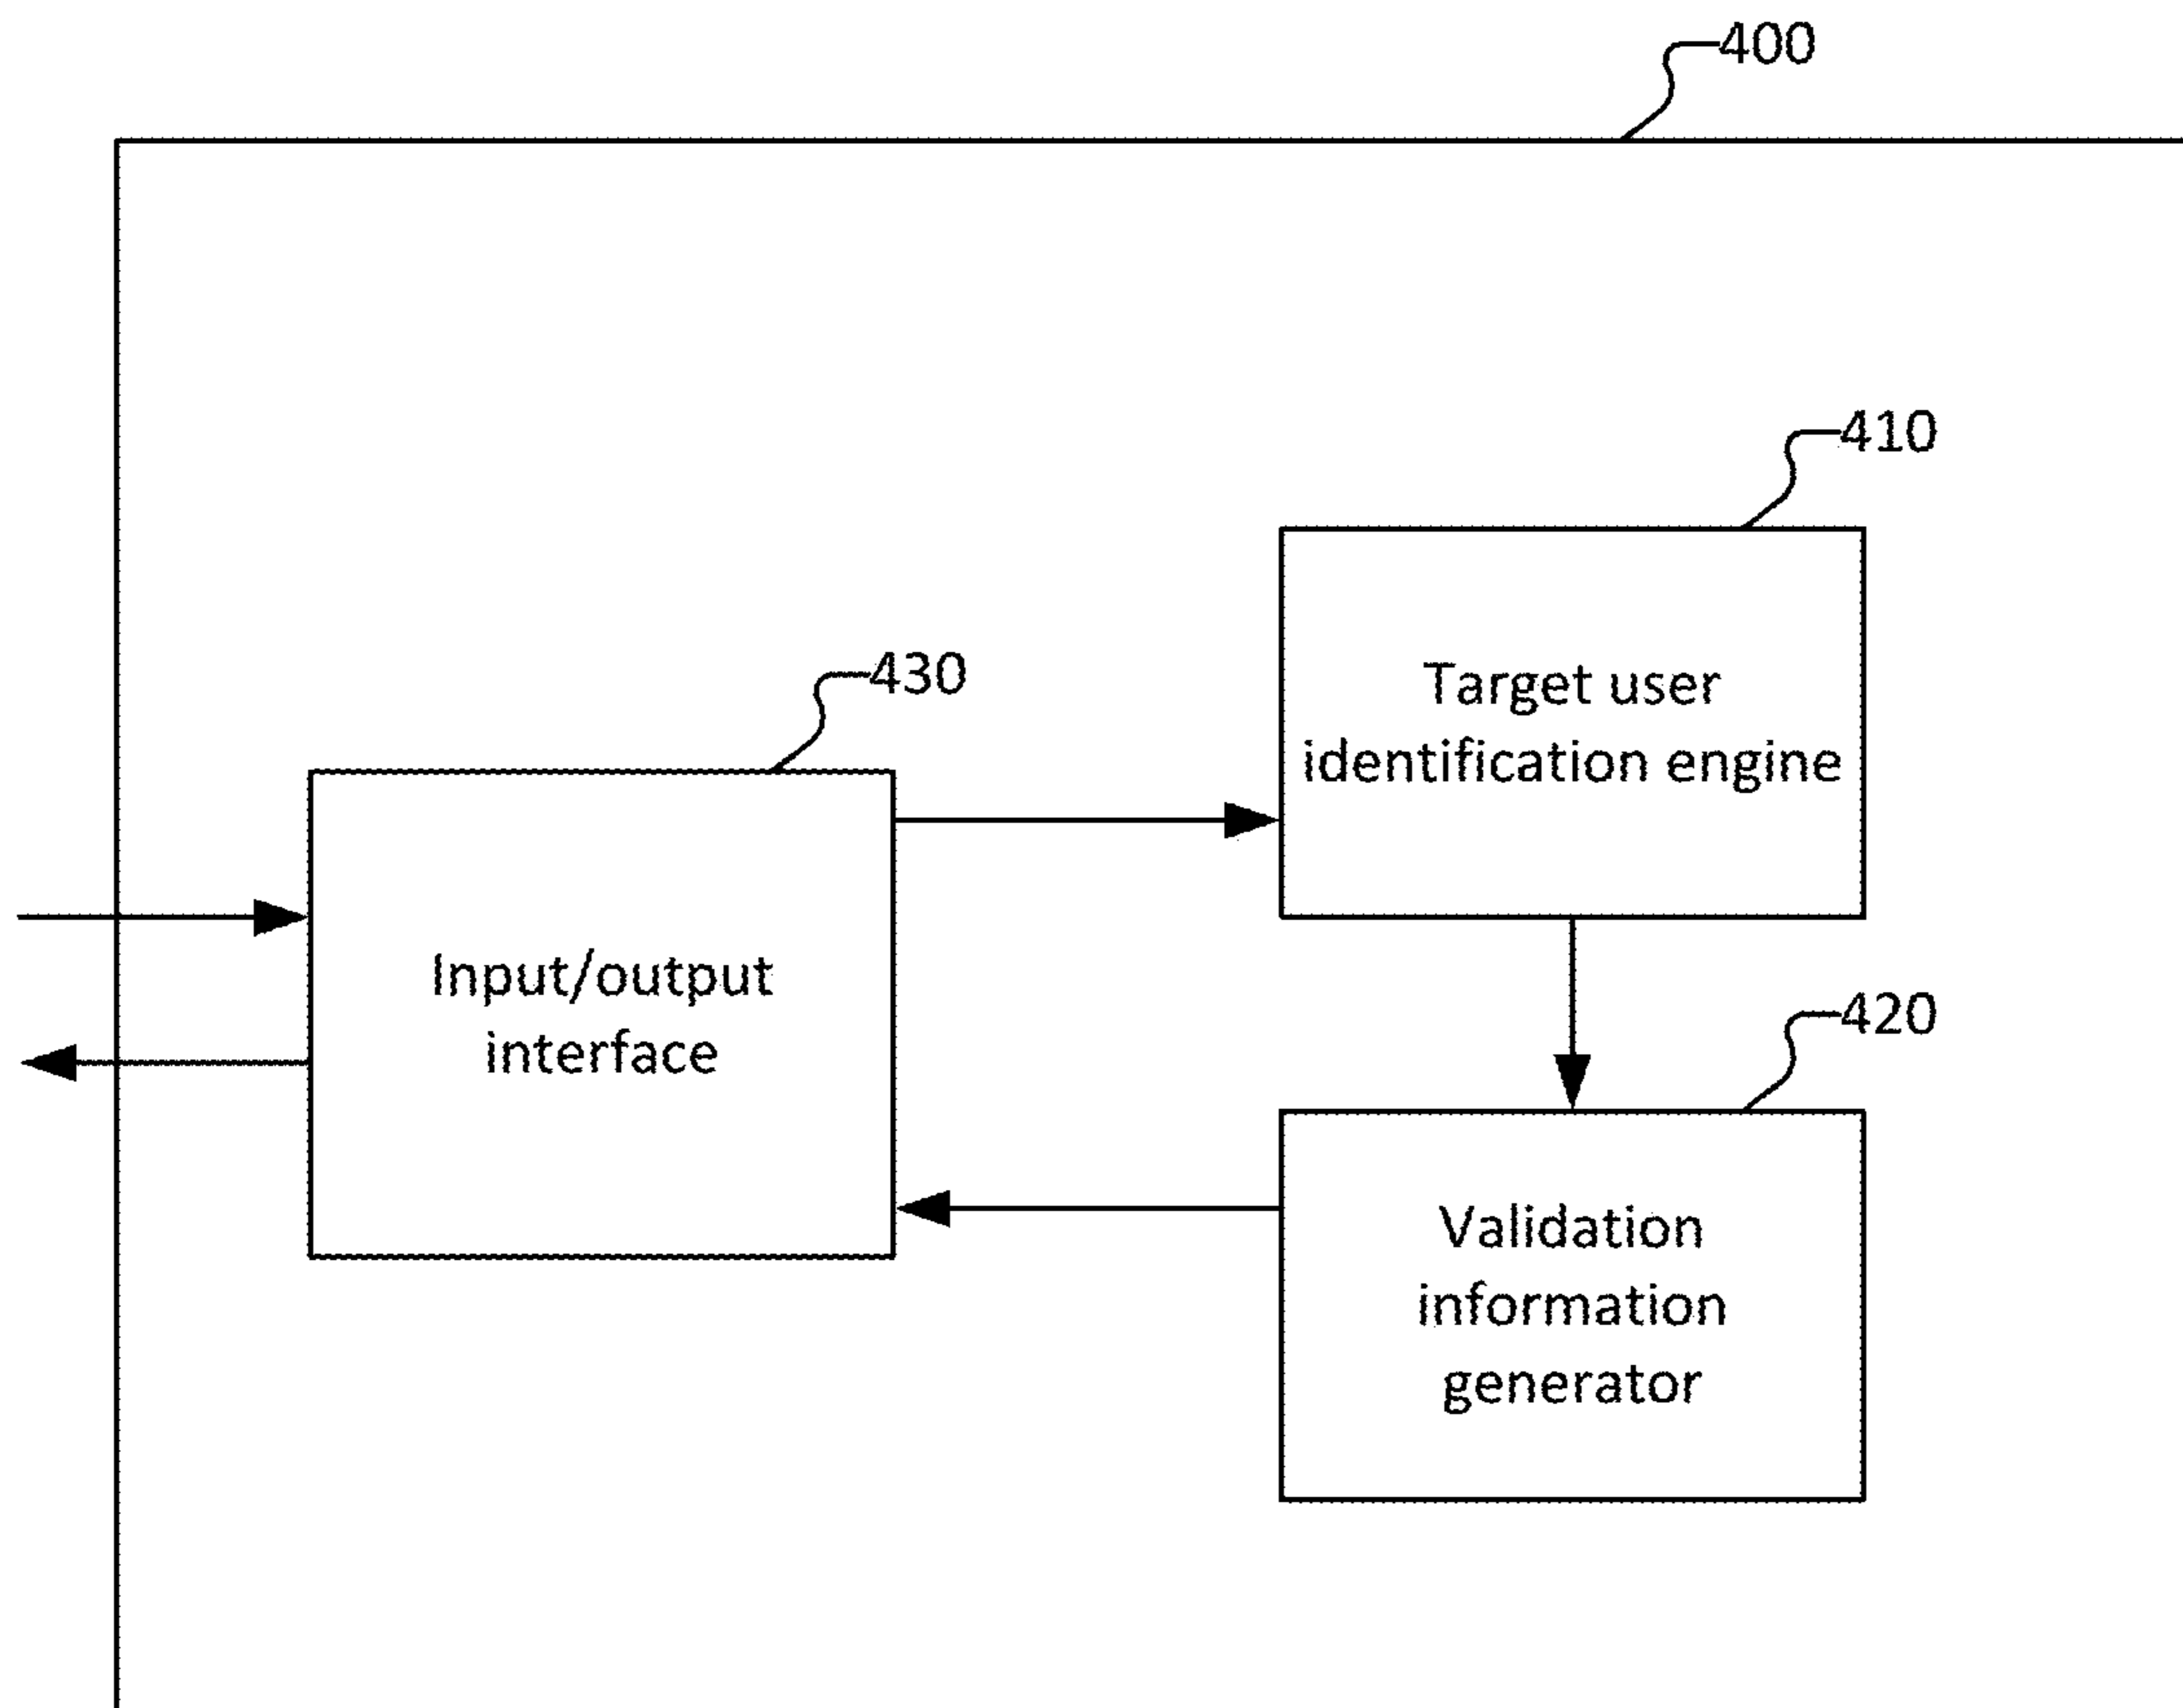 400
410
Target user
identification engine
430
Input/output
interface
420
Validation
information
generator